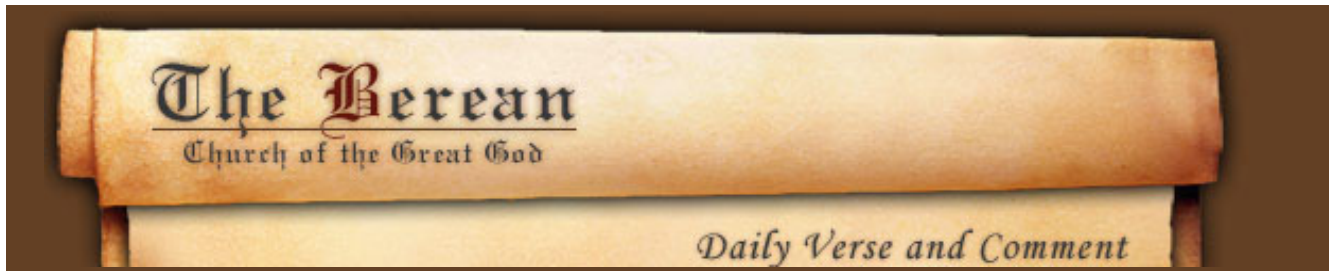 The Berean
Church of the Great God
Daily Verse and Comment